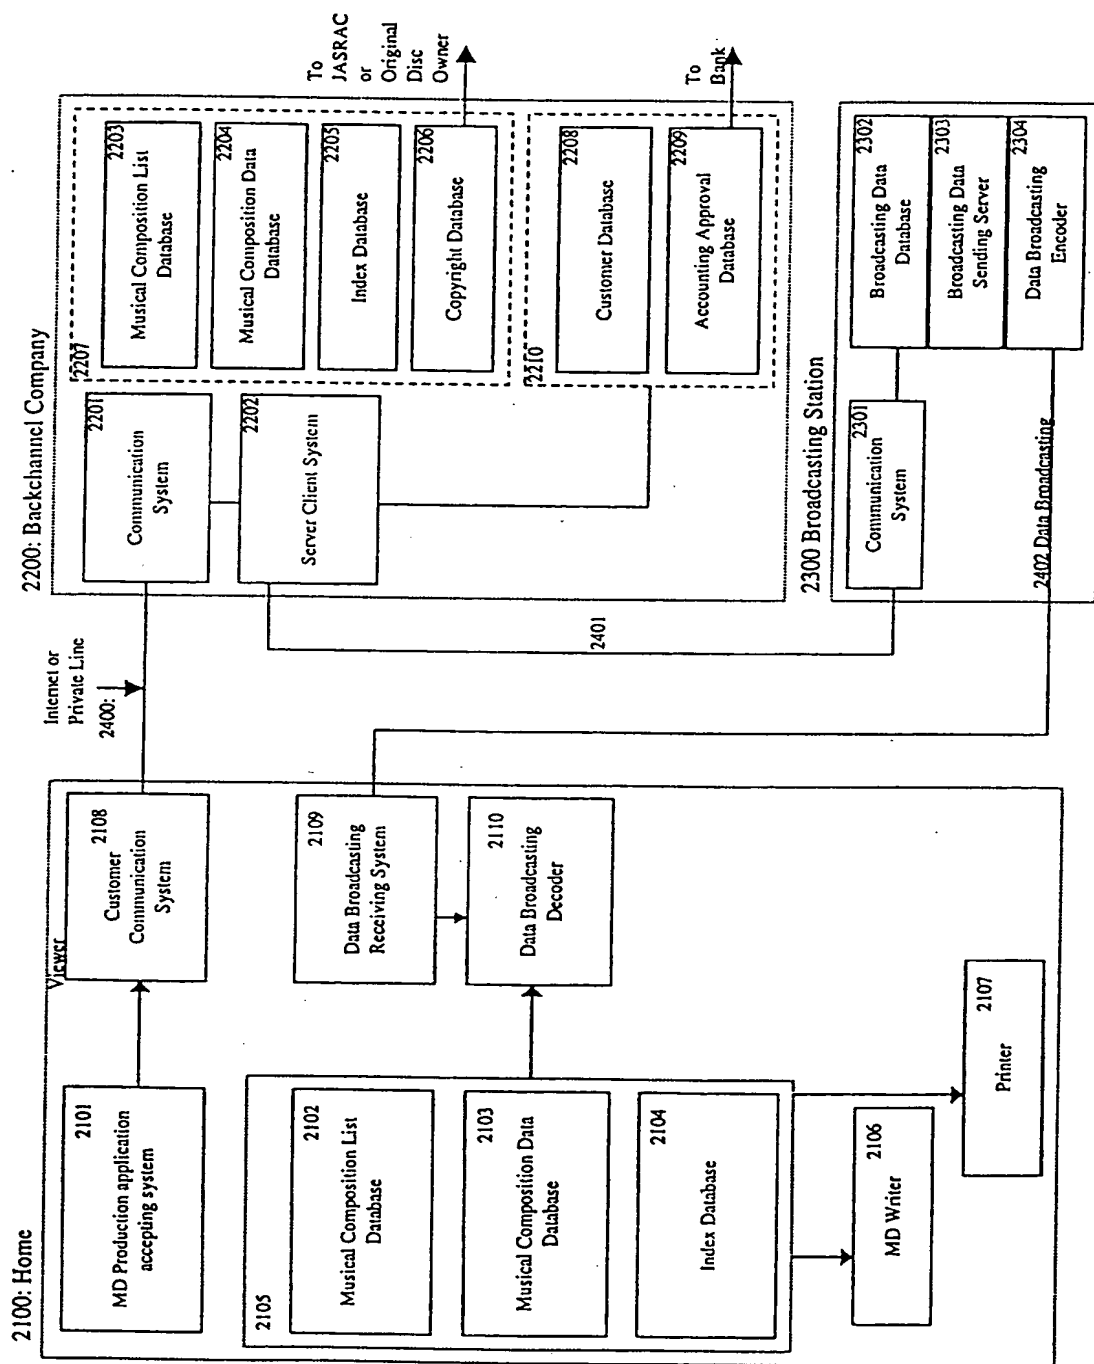 2100: Home
Viewer
2101
MD Production application
accepting system
2108
Customer
Communication
System
2105
2102
Musical Composition List
Database
2103
Musical Composition Data
Database
2104
Index Database
2109
Data Broadcasting
Receiving System
2110
Data Broadcasting
Decoder
2106
MD Writer
2107
Printer
Internet or
Private Line
2400:
2401
2402 Data Broadcasting
2200: Backchannel Company
2201
Communication
System
2202
Server Client System
2207
2203
Musical Composition List
Database
2204
Musical Composition Data
Database
2205
Index Database
2206
Copyright Database
2210
2208
Customer Database
2209
Accounting Approval
Database
To
JASRAC
or
Original
Disc
Owner
To
Bank
2300 Broadcasting Station
2301
Communication
System
2302
Broadcasting Data
Database
2303
Broadcasting Data
Sending Server
2304
Data Broadcasting
Encoder